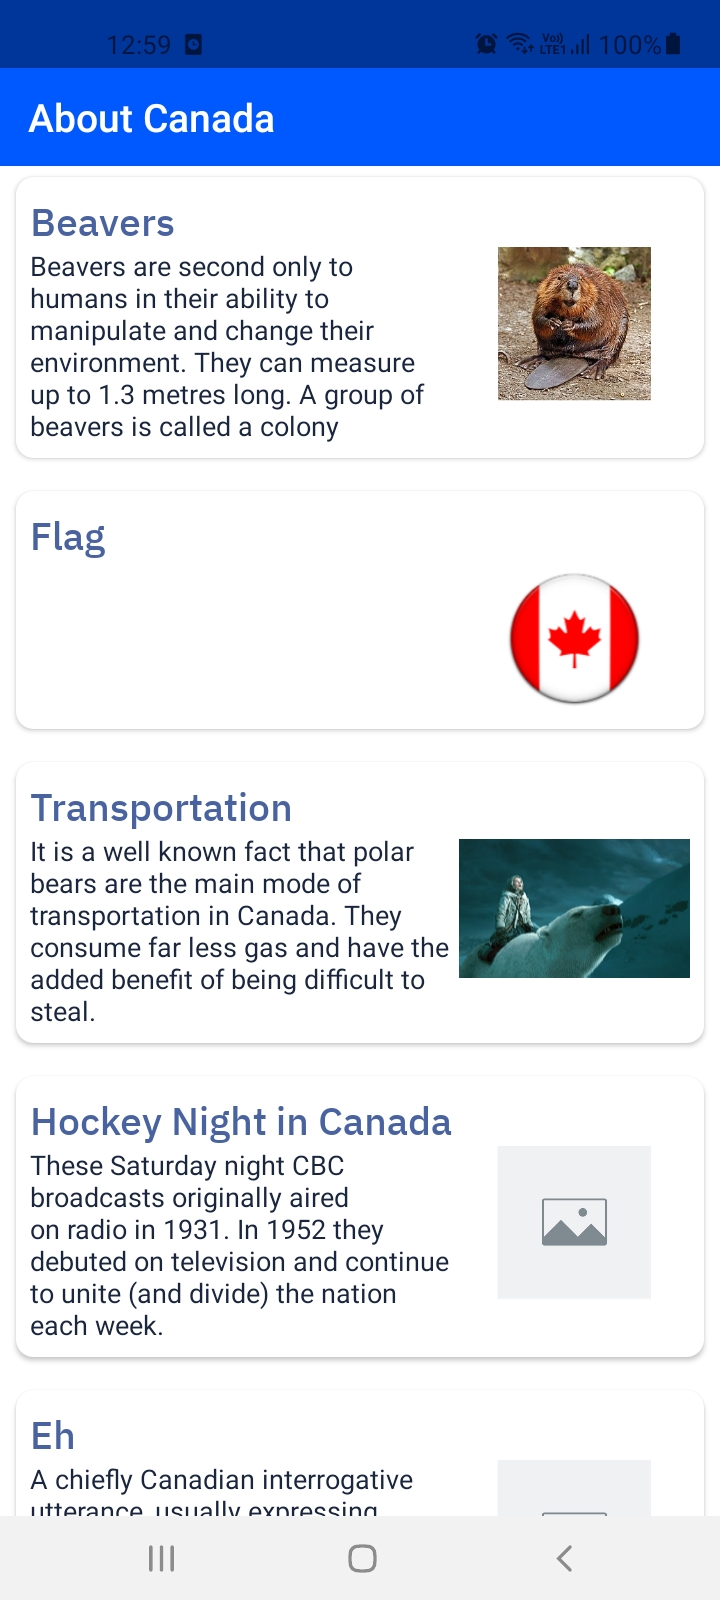 12:59
Vo)) LTE1 100%
About Canada
Beavers
Beavers are second only to
humans in their ability to
manipulate and change their
environment. They can measure
up to 1.3 metres long. A group of
beavers is called a colony
Flag
Transportation
It is a well known fact that polar
bears are the main mode of
transportation in Canada. They
consume far less gas and have the
added benefit of being difficult to
steal.
Hockey Night in Canada
These Saturday night CBC
broadcasts originally aired
on radio in 1931. In 1952 they
debuted on television and continue
to unite (and divide) the nation
each week.
Eh
A chiefly Canadian interrogative
utterance, usually expressing